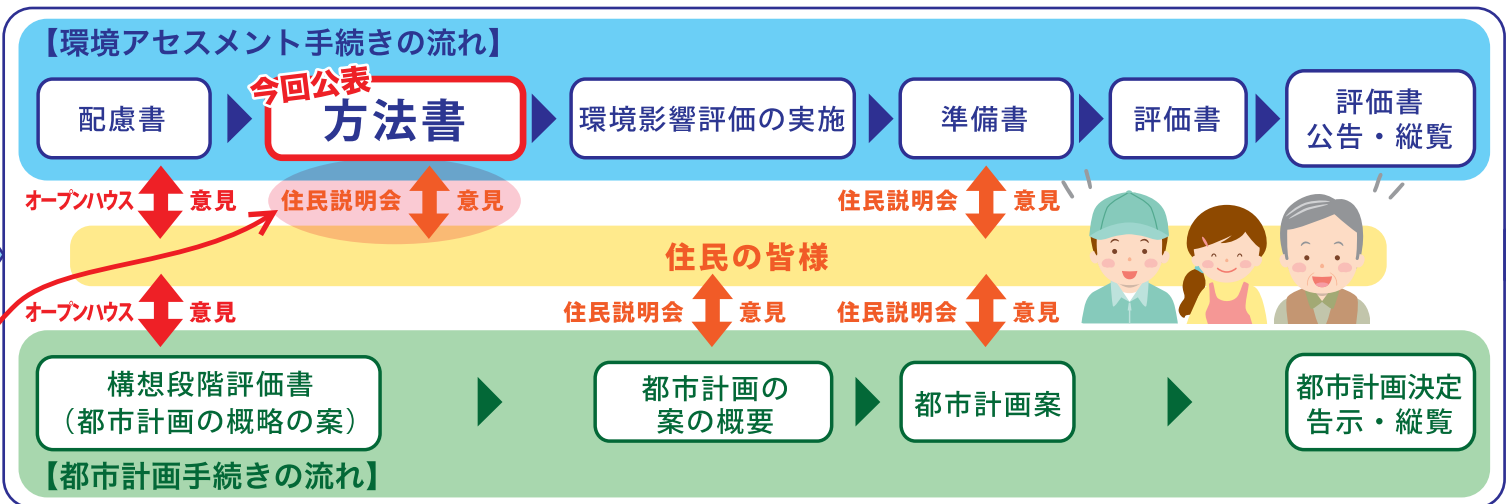 【環境アセスメント手続きの流れ】
配慮書
今回公表
方法書
環境影響評価の実施
準備書
評価書
評価書
公告・縦覧
オープンハウス
意見
住民説明会
意見
住民説明会
意見
住民の皆様
オープンハウス
意見
住民説明会
意見
住民説明会
意見
構想段階評価書
（都市計画の概略の案）
都市計画の
案の概要
都市計画案
都市計画決定
告示・縦覧
【都市計画手続きの流れ】